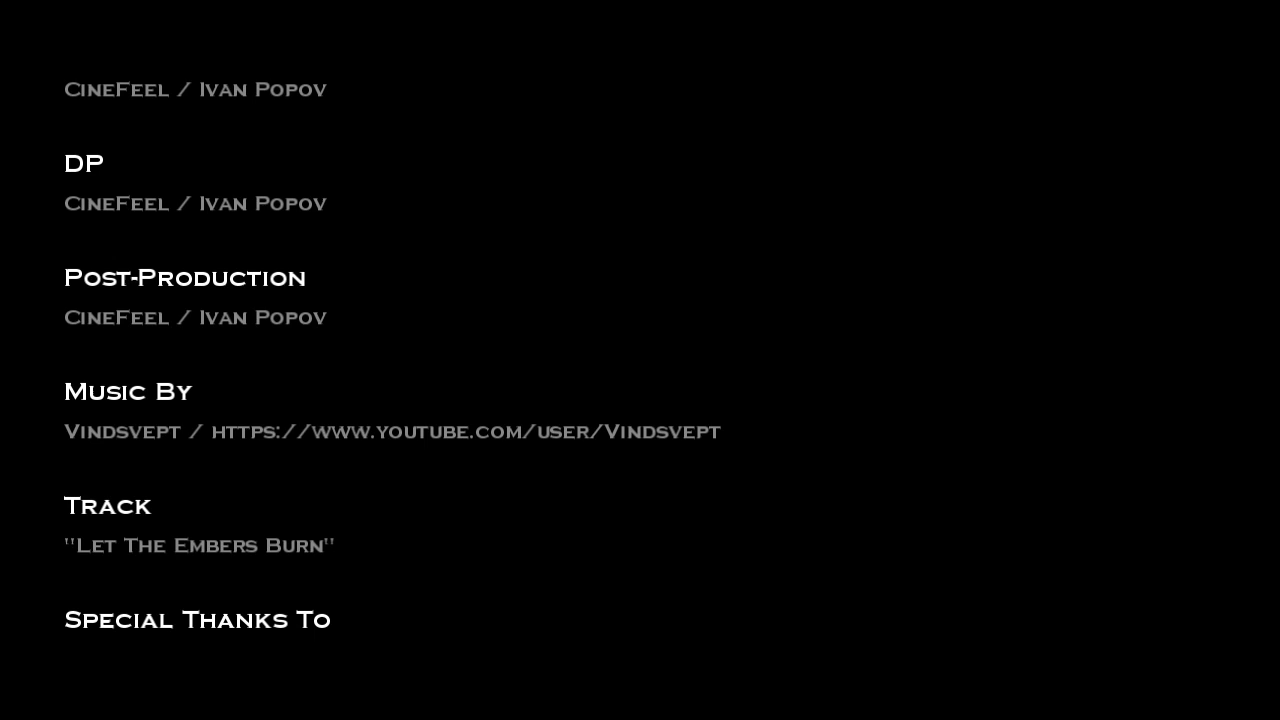 CineFeel / Ivan Popov
DP
CineFeel / Ivan Popov
Post-Production
CineFeel / Ivan Popov
Music By
Vindsvept / https://www.youtube.com/user/Vindsvept
Track
"Let The Embers Burn"
Special Thanks To